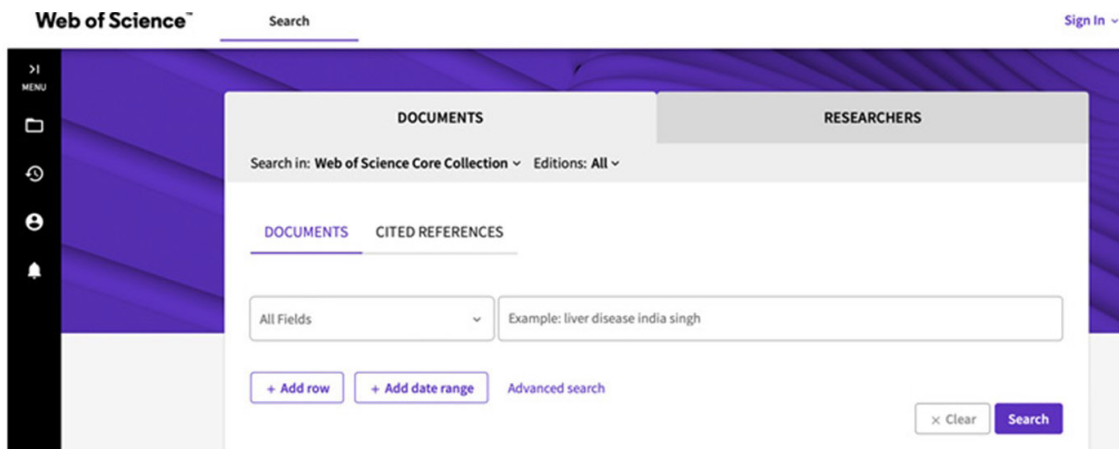 Web of Science™ Search Sign In
MENU
DOCUMENTS RESEARCHERS
Search in: Web of Science Core Collection Editions: All
DOCUMENTS CITED REFERENCES
All Fields Example: liver disease india singh
+ Add row + Add date range Advanced search
× Clear Search